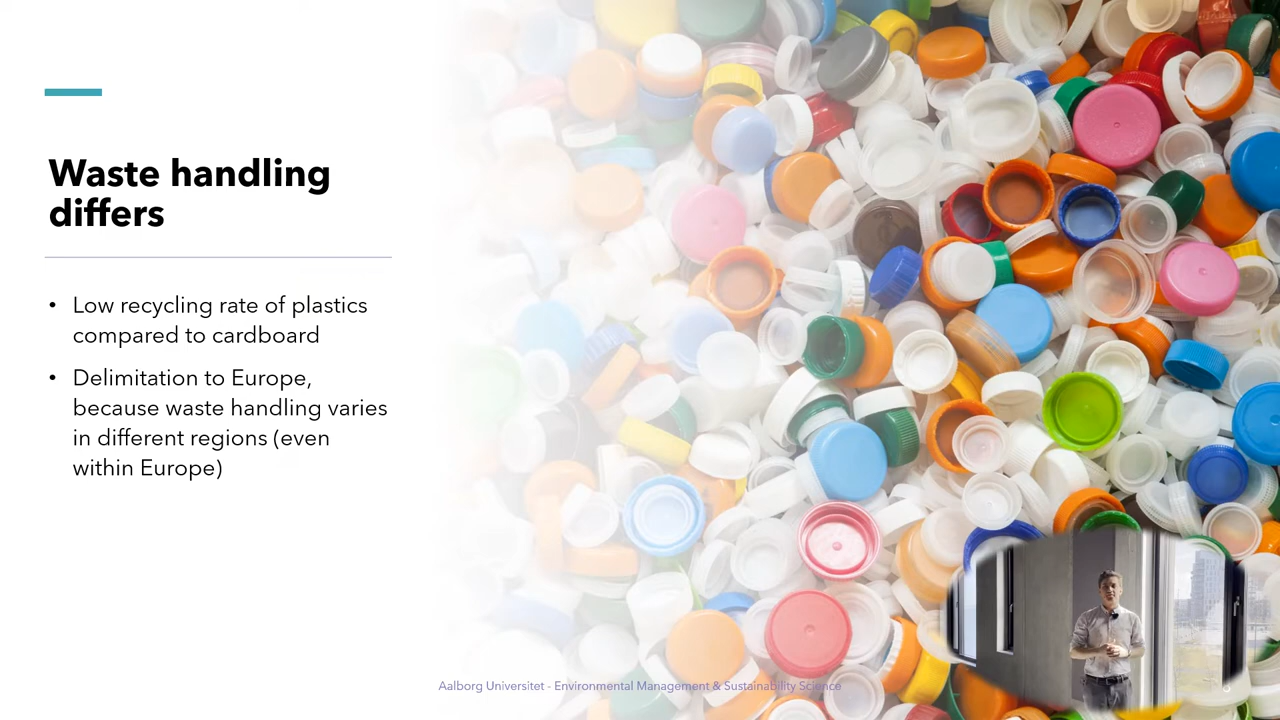 Waste handling
differs
• Low recycling rate of plastics
compared to cardboard
• Delimitation to Europe,
because waste handling varies
in different regions (even
within Europe)
Aalborg Universitet - Environmental Management & Sustainability Science